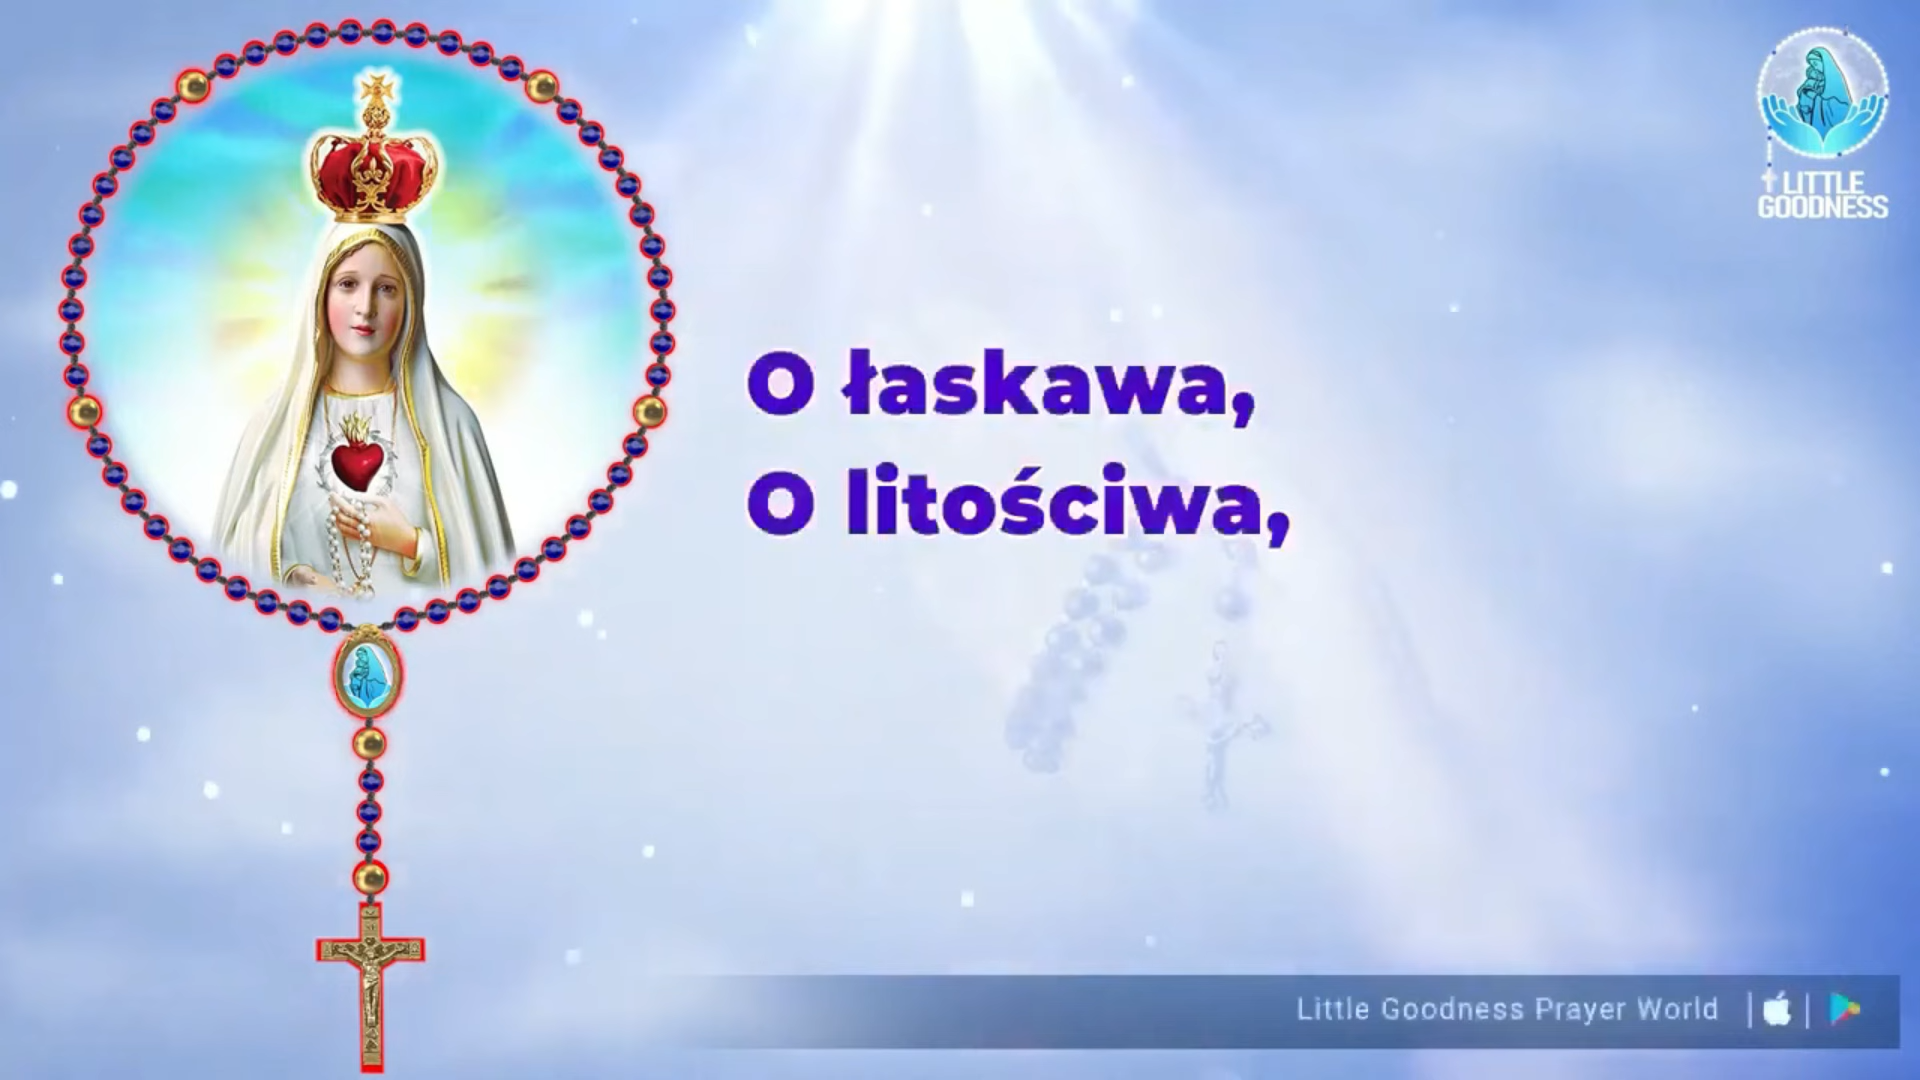 O łaskawa,
O litościwa,
LITTLE
GOODNESS
Little Goodness Prayer World